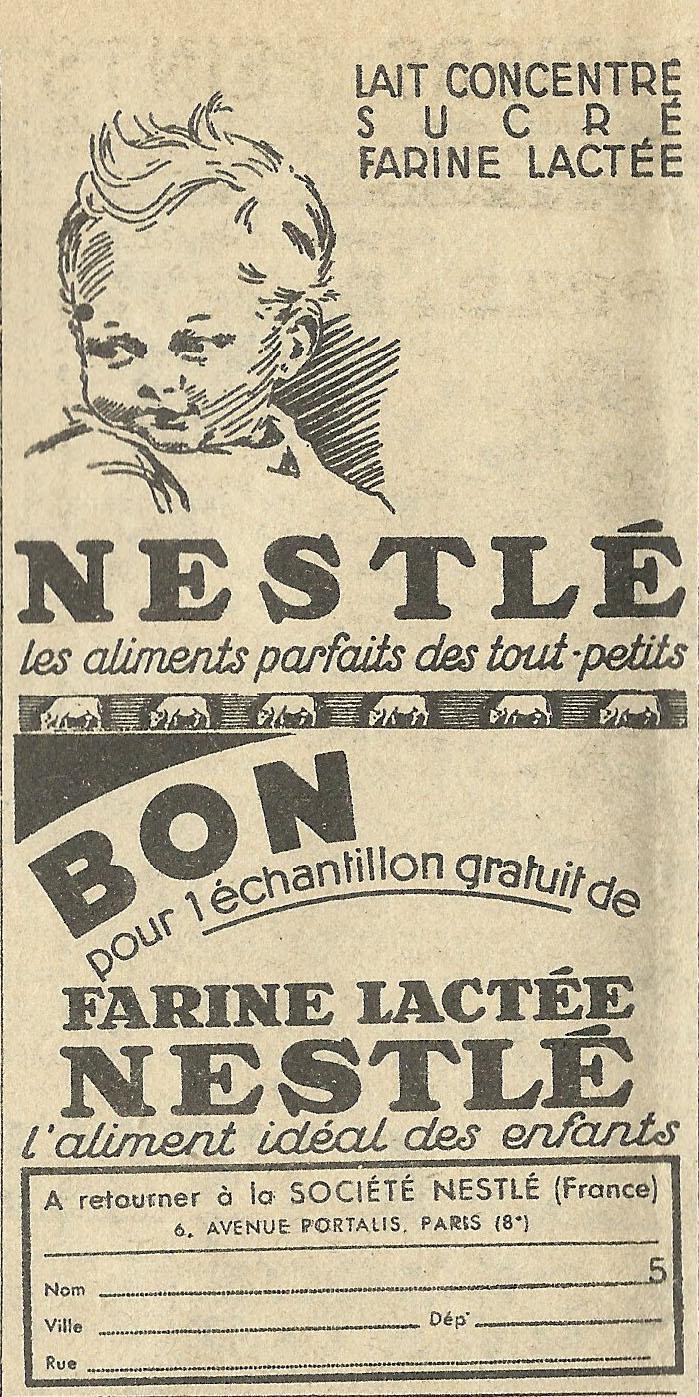 LAIT CONCENTRÉ
SUCRÉ
FARINE LACTÉE
NESTLÉ
les aliments parfaits des tout-petits
BON
pour 1 échantillon gratuit de
FARINE LACTÉE
NESTLÉ
l'aliment idéal des enfants
A retourner à la SOCIÉTÉ NESTLÉ (France)
6, AVENUE PORTALIS, PARIS (8ᵉ)
5
Nom
Ville Dépᵗ
Rue